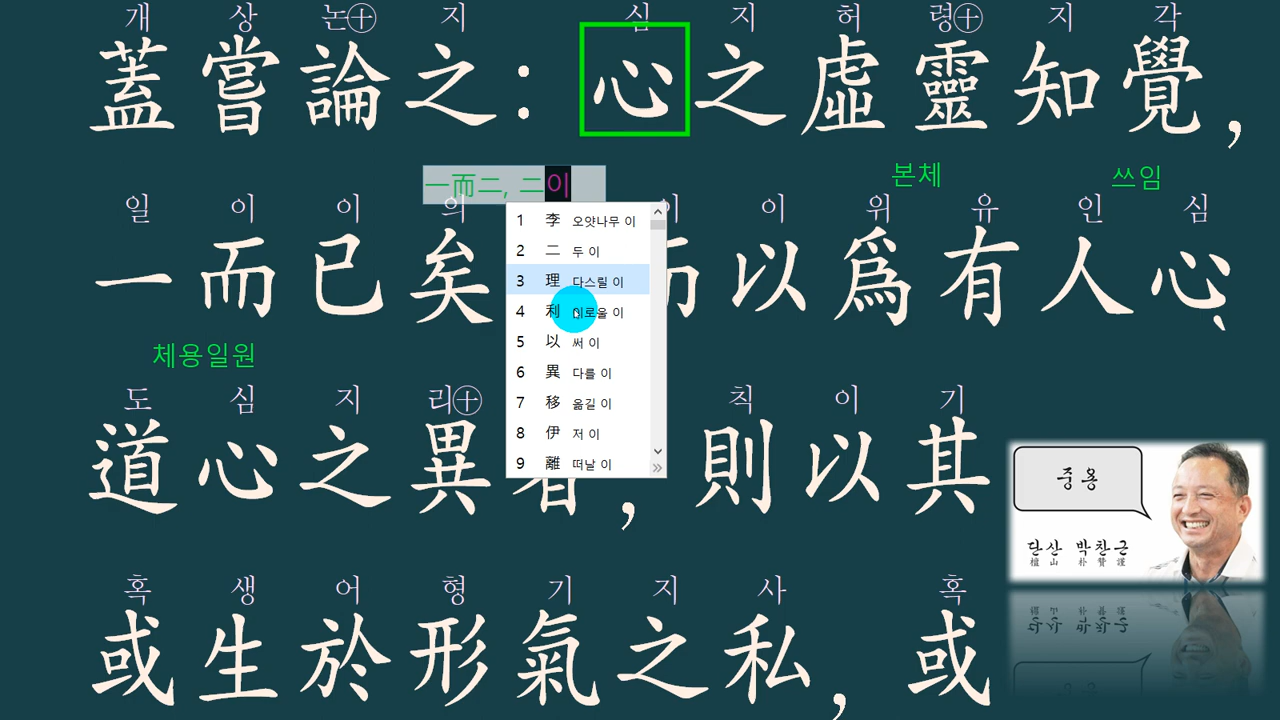 개 상 논㊉ 지 심 지 허 령㊉ 지 각
蓋嘗論之：心之虛靈知覺,
一而二, 二이
본체
쓰임
일 이 이 의 이 이 위 유 인 심
一而已矣 而以爲有人心、
1 李 오얏나무 이
2 二 두 이
3 理 다스릴 이
4 利 이로울 이
5 以 써 이
6 異 다를 이
7 移 옮길 이
8 伊 저 이
9 離 떠날 이
체용일원
도 심 지 리㊉ 칙 이 기
道心之異者, 則以其
중용
단산 박찬근
檀山 朴贊謹
혹 생 어 형 기 지 사 혹
或生於形氣之私, 或